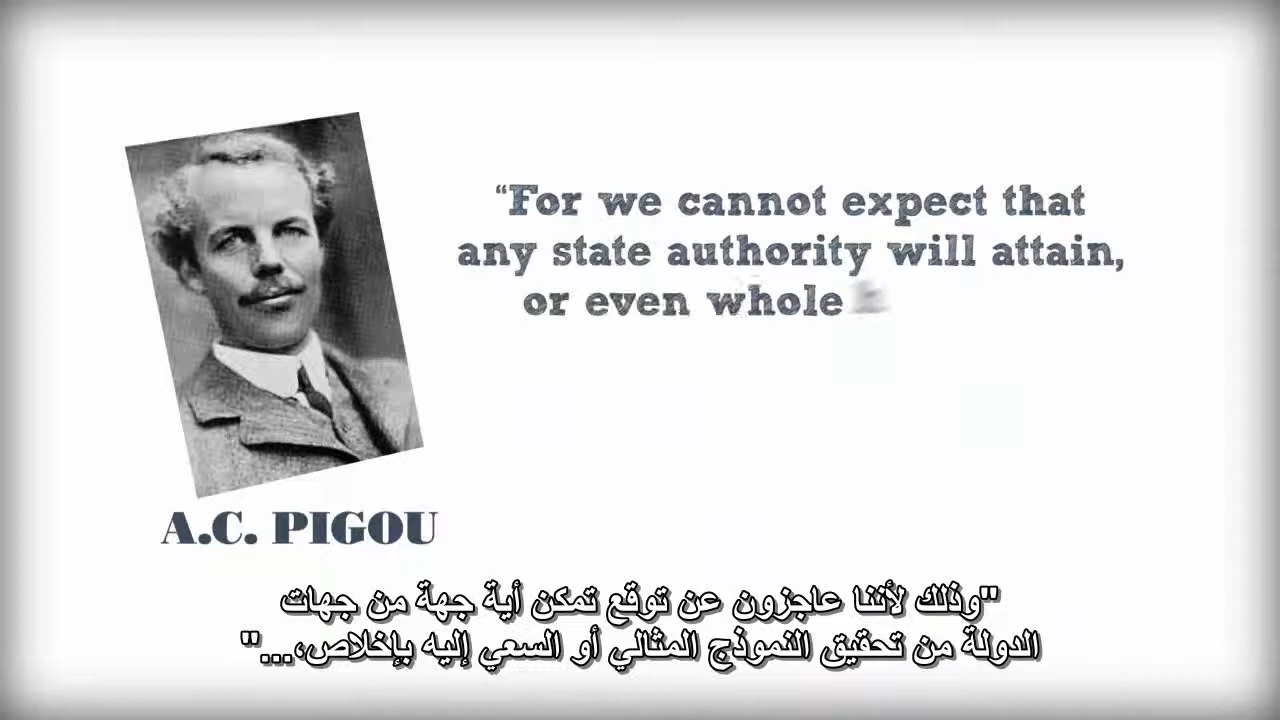 “For we cannot expect that
any state authority will attain,
or even whole
A.C. PIGOU
"وذلك لأننا عاجزون عن توقع تمكن أية جهة من جهات
الدولة من تحقيق النموذج المثالي أو السعي إليه بإخلاص،..."